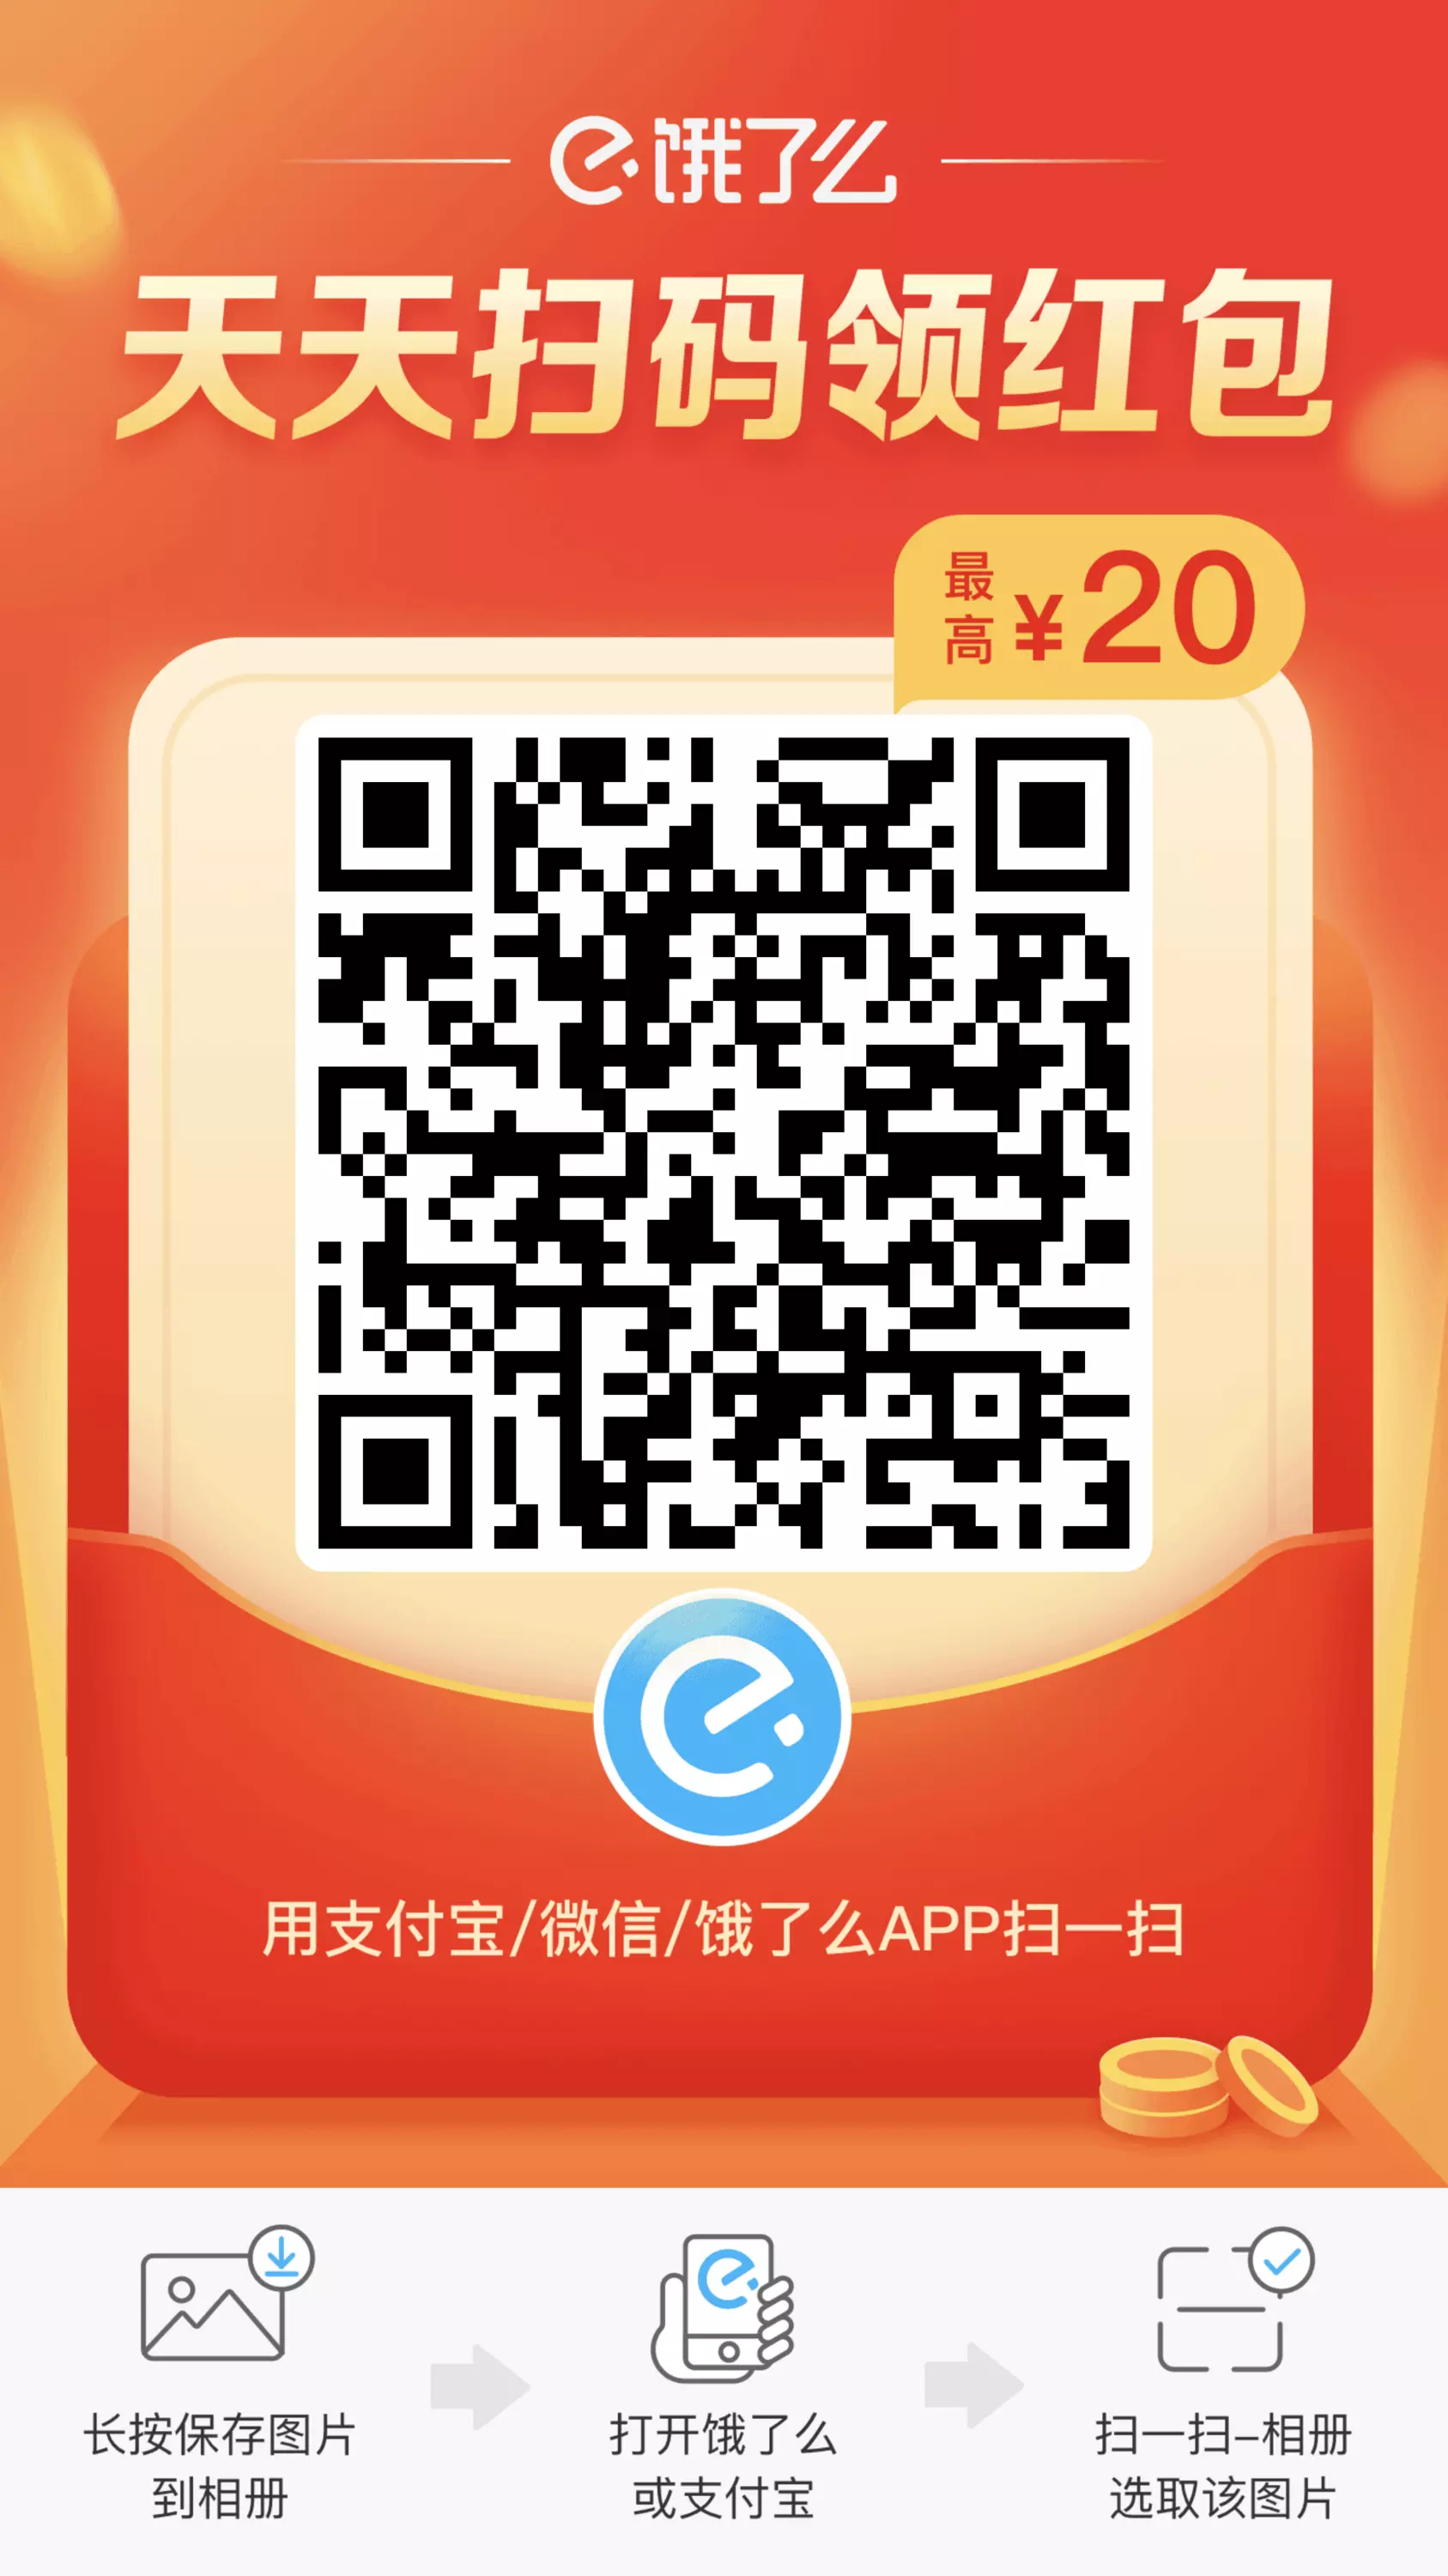 饿了么
天天扫码领红包
最高¥20
用支付宝/微信/饿了么APP扫一扫
长按保存图片
到相册
打开饿了么
或支付宝
扫一扫-相册
选取该图片